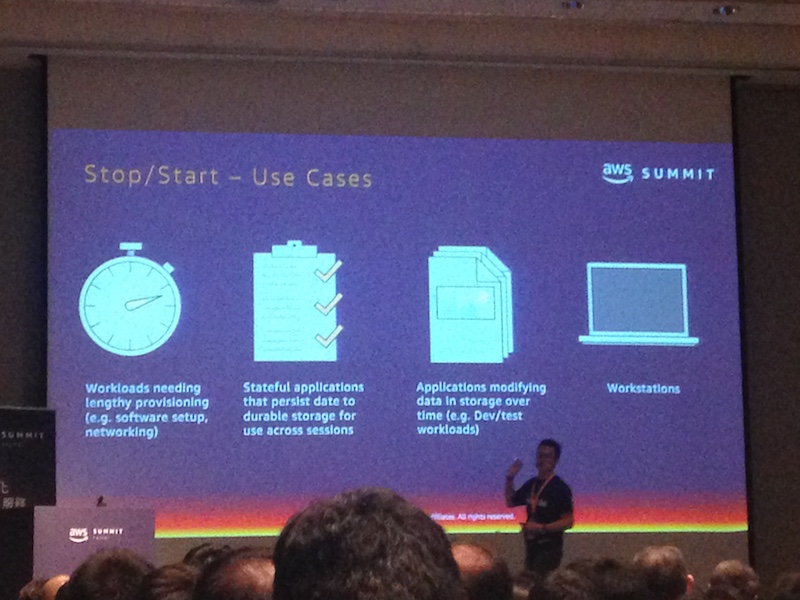 Stop/Start – Use Cases
aws SUMMIT
Workloads needing
lengthy provisioning
(e.g. software setup,
networking)
Stateful applications
that persist date to
durable storage for
use across sessions
Applications modifying
data in storage over
time (e.g. Dev/test
workloads)
Workstations
SUMMIT
服務
aws SUMMIT
All rights reserved.